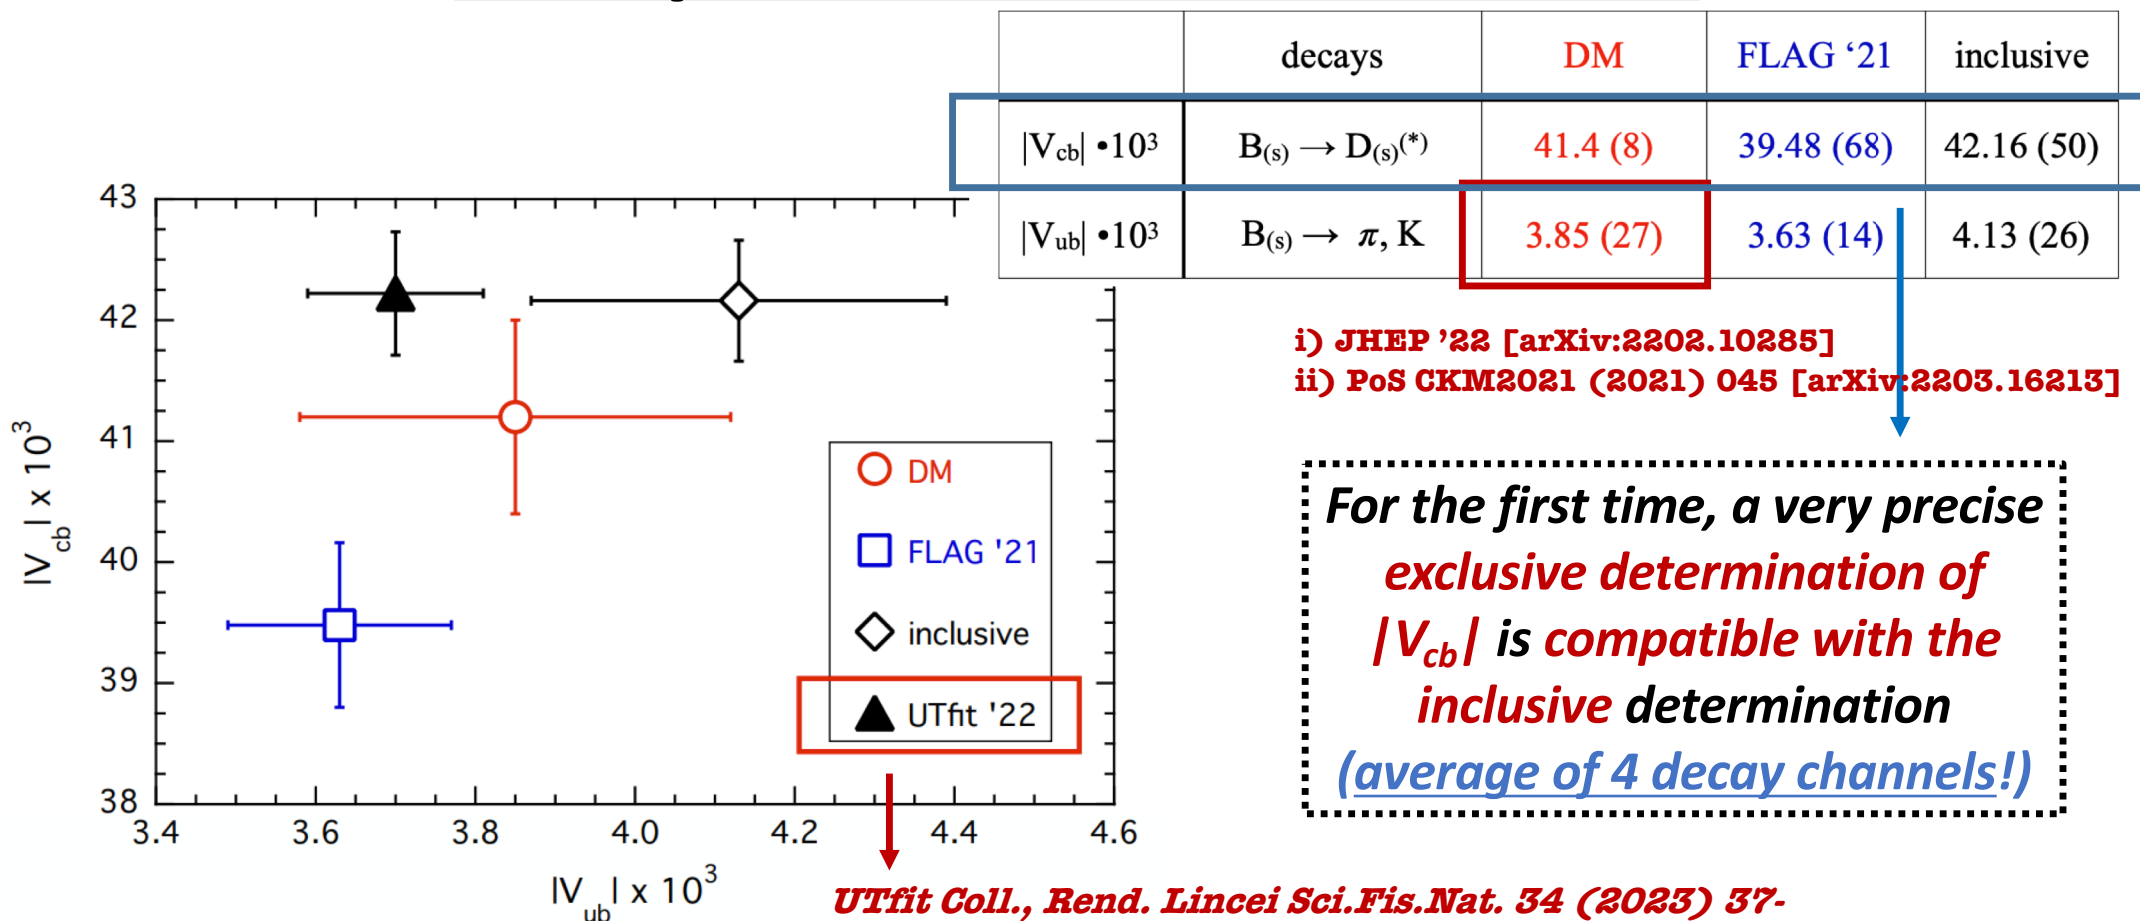 decays DM FLAG ‘21 inclusive
|Vcb| •10³ B(s) → D(s)(*) 41.4 (8) 39.48 (68) 42.16 (50)
|Vub| •10³ B(s) → π, K 3.85 (27) 3.63 (14) 4.13 (26)
i) JHEP ’22 [arXiv:2202.10285]
ii) PoS CKM2021 (2021) 045 [arXiv:2203.16213]
43
42
41
40
39
38
|Vcb| x 10³
3.4 3.6 3.8 4.0 4.2 4.4 4.6
|Vub| x 10³
DM
FLAG '21
inclusive
UTfit '22
For the first time, a very precise
exclusive determination of
|Vcb| is compatible with the
inclusive determination
(average of 4 decay channels!)
UTfit Coll., Rend. Lincei Sci.Fis.Nat. 34 (2023) 37-